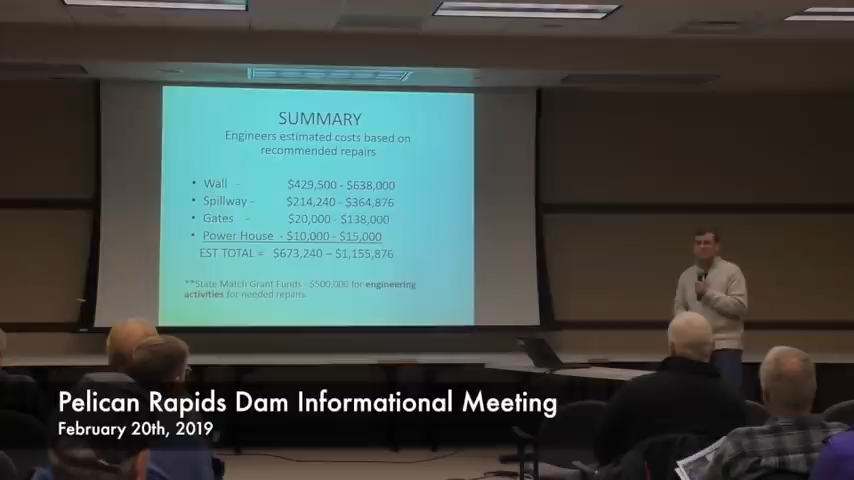 SUMMARY
Engineers estimated costs based on
recommended repairs
• Wall - $429,500 - $638,000
• Spillway - $214,240 - $364,876
• Gates - $20,000 - $138,000
• Power House - $10,000 - $15,000
EST TOTAL = $673,240 – $1,155,876
**State Match Grant Funds - $500,000 for engineering
activities for needed repairs.
Pelican Rapids Dam Informational Meeting
February 20th, 2019